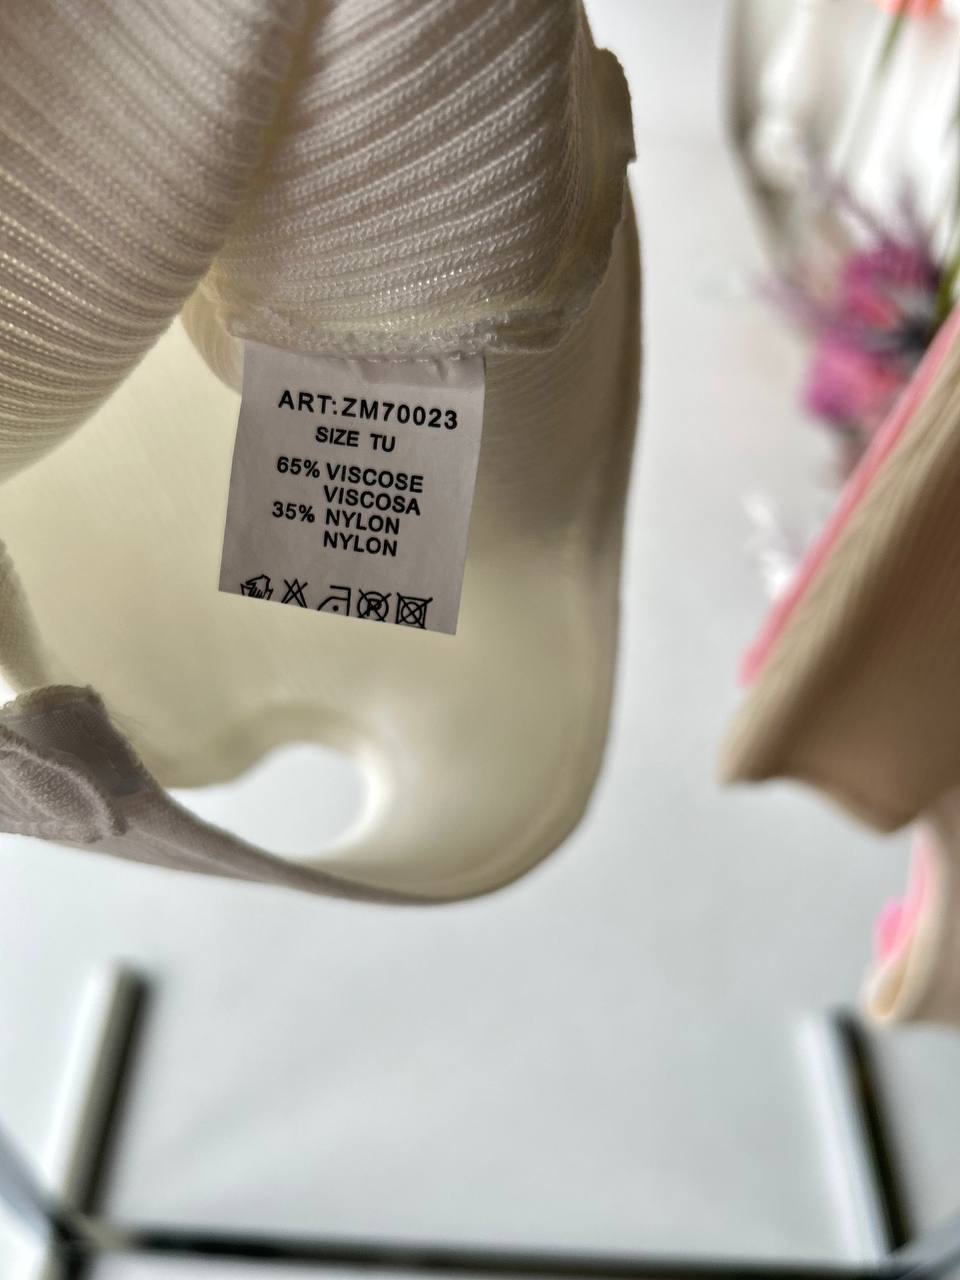 ART:ZM70023
SIZE TU
65% VISCOSE
VISCOSA
35% NYLON
NYLON